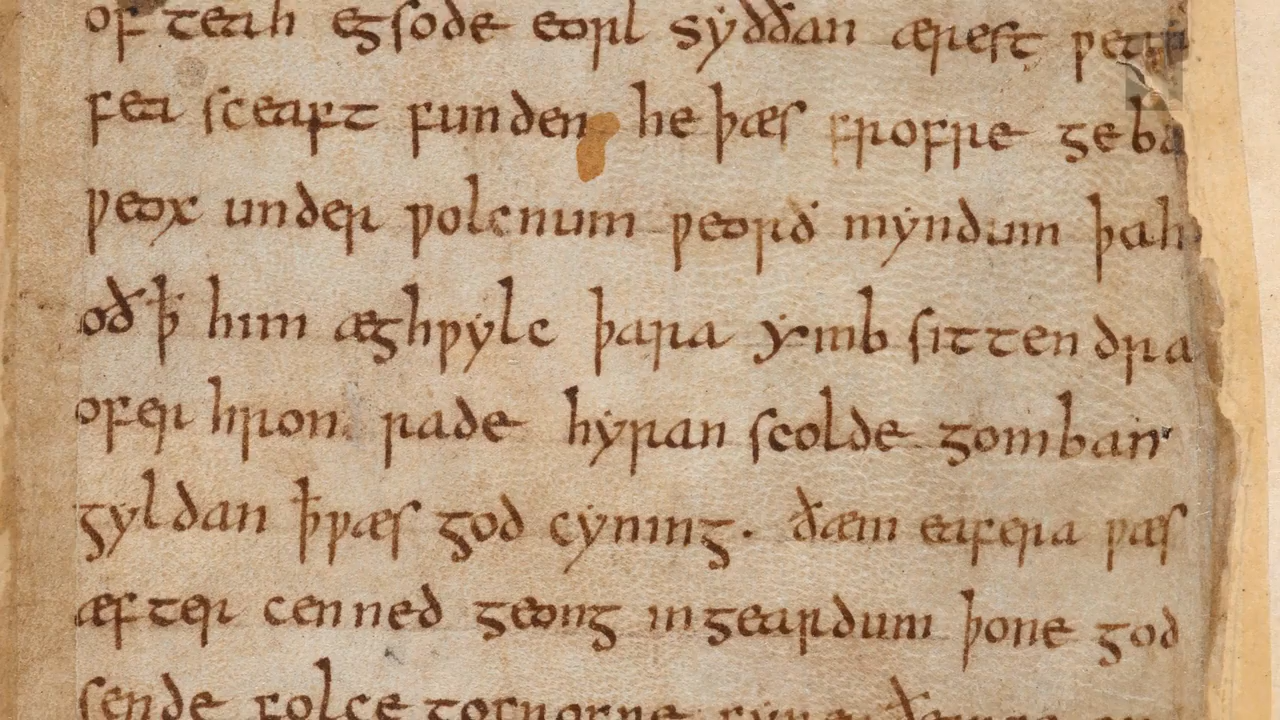 of teah egsode eorl syððan ærest ƿear
fea sceaft funden he þæs frofre geba
ƿeox under ƿolcnum ƿeorð myndum þah
oð ꝥ him æghƿylc þara ymb sittendra
ofer hron rade hyran scolde gomban
gyldan ꝥ ƿæs god cyning. ðæm eafera ƿæs
æfter cenned geong in geardum þone god
sende folce tofrofre